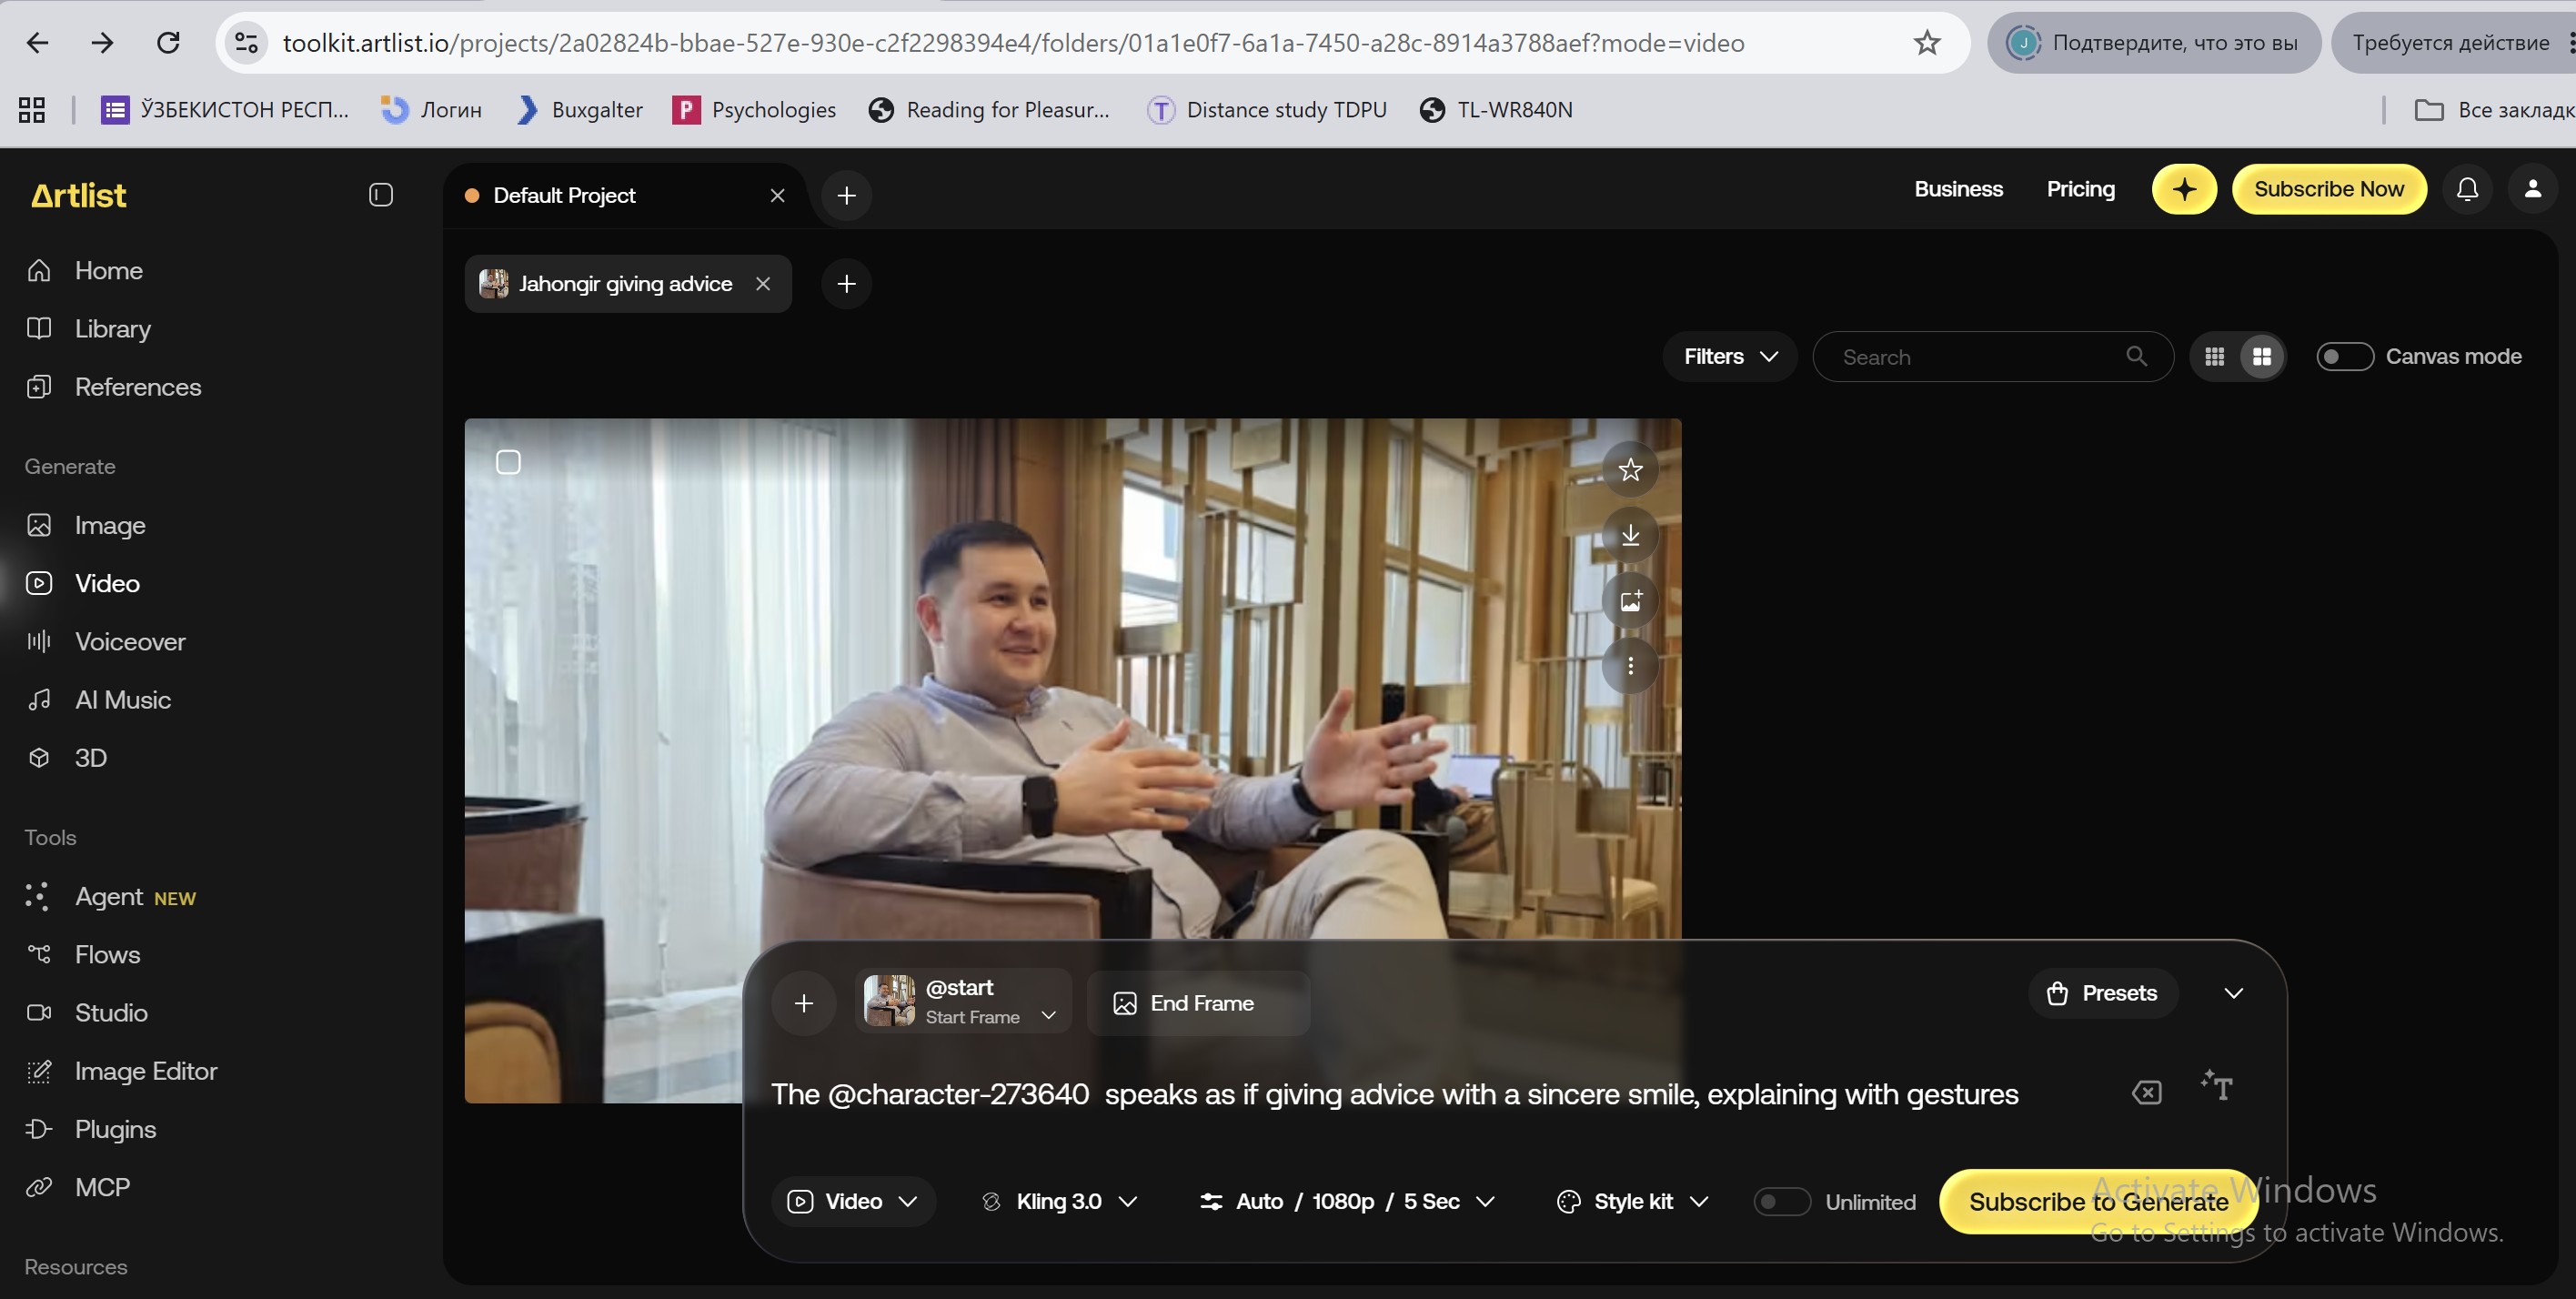 toolkit.artlist.io/projects/2a02824b-bbae-527e-930e-c2f2298394e4/folders/01a1e0f7-6a1a-7450-a28c-8914a3788aef?mode=video
J Подтвердите, что это вы
Требуется действие
ЎЗБЕКИСТОН РЕСП...
Логин
Buxgalter
P Psychologies
Reading for Pleasur...
T Distance study TDPU
TL-WR840N
Все закладк
Artlist
Default Project
Business
Pricing
Subscribe Now
Home
Library
References
Generate
Image
Video
Voiceover
AI Music
3D
Tools
Agent NEW
Flows
Studio
Image Editor
Plugins
MCP
Resources
Jahongir giving advice
Filters
Search
Canvas mode
@start
Start Frame
End Frame
Presets
The @character-273640 speaks as if giving advice with a sincere smile, explaining with gestures
Video
Kling 3.0
Auto / 1080p / 5 Sec
Style kit
Unlimited
Subscribe to Generate
Activate Windows
Go to Settings to activate Windows.